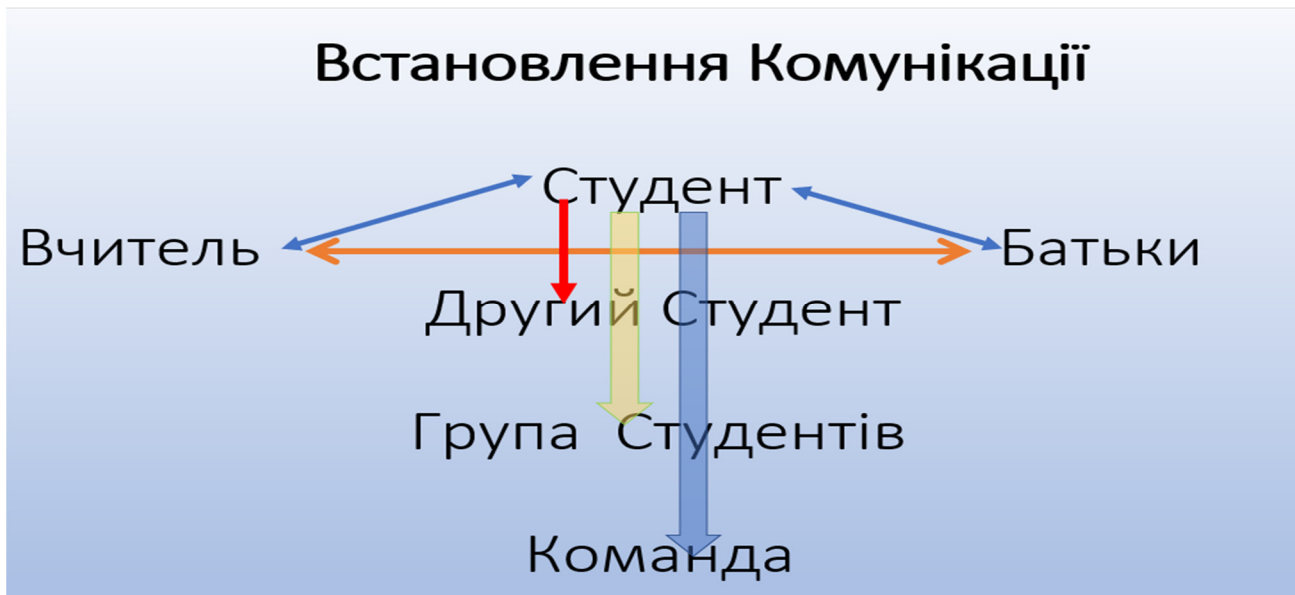 Встановлення Комунікації
Студент
Вчитель
Батьки
Другий Студент
Група Студентів
Команда